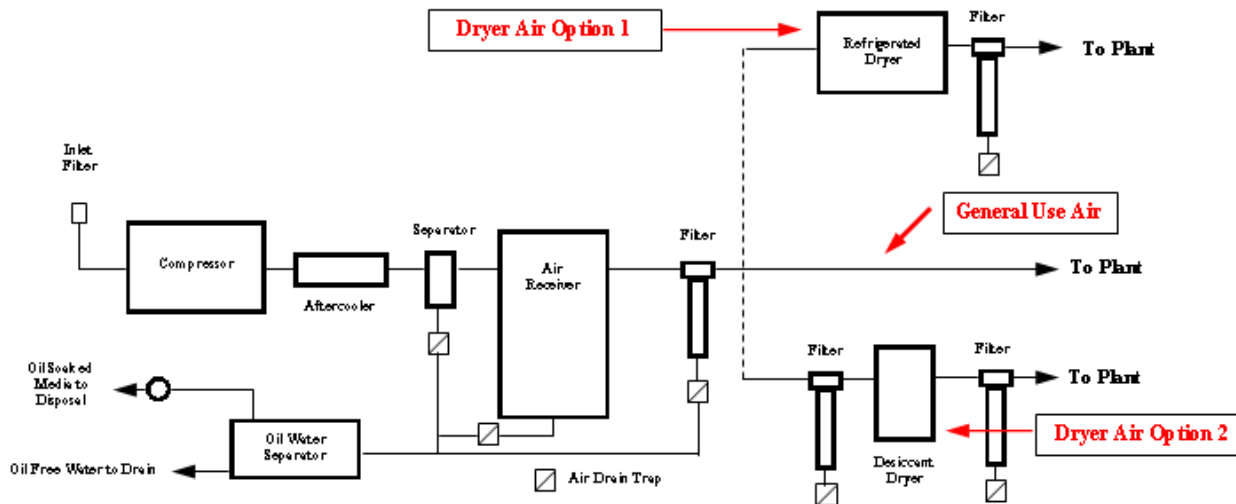 Dryer Air Option 1
Filter
Refrigerated
Dryer
To Plant
Inlet
Filter
General Use Air
Separator
Filter
Compressor
Air
Receiver
To Plant
Aftercooler
Filter
Filter
Oil Soaked
Media to
Disposal
To Plant
Oil Water
Separator
Dryer Air Option 2
Oil Free Water to Drain
Desiccant
Dryer
Air Drain Trap